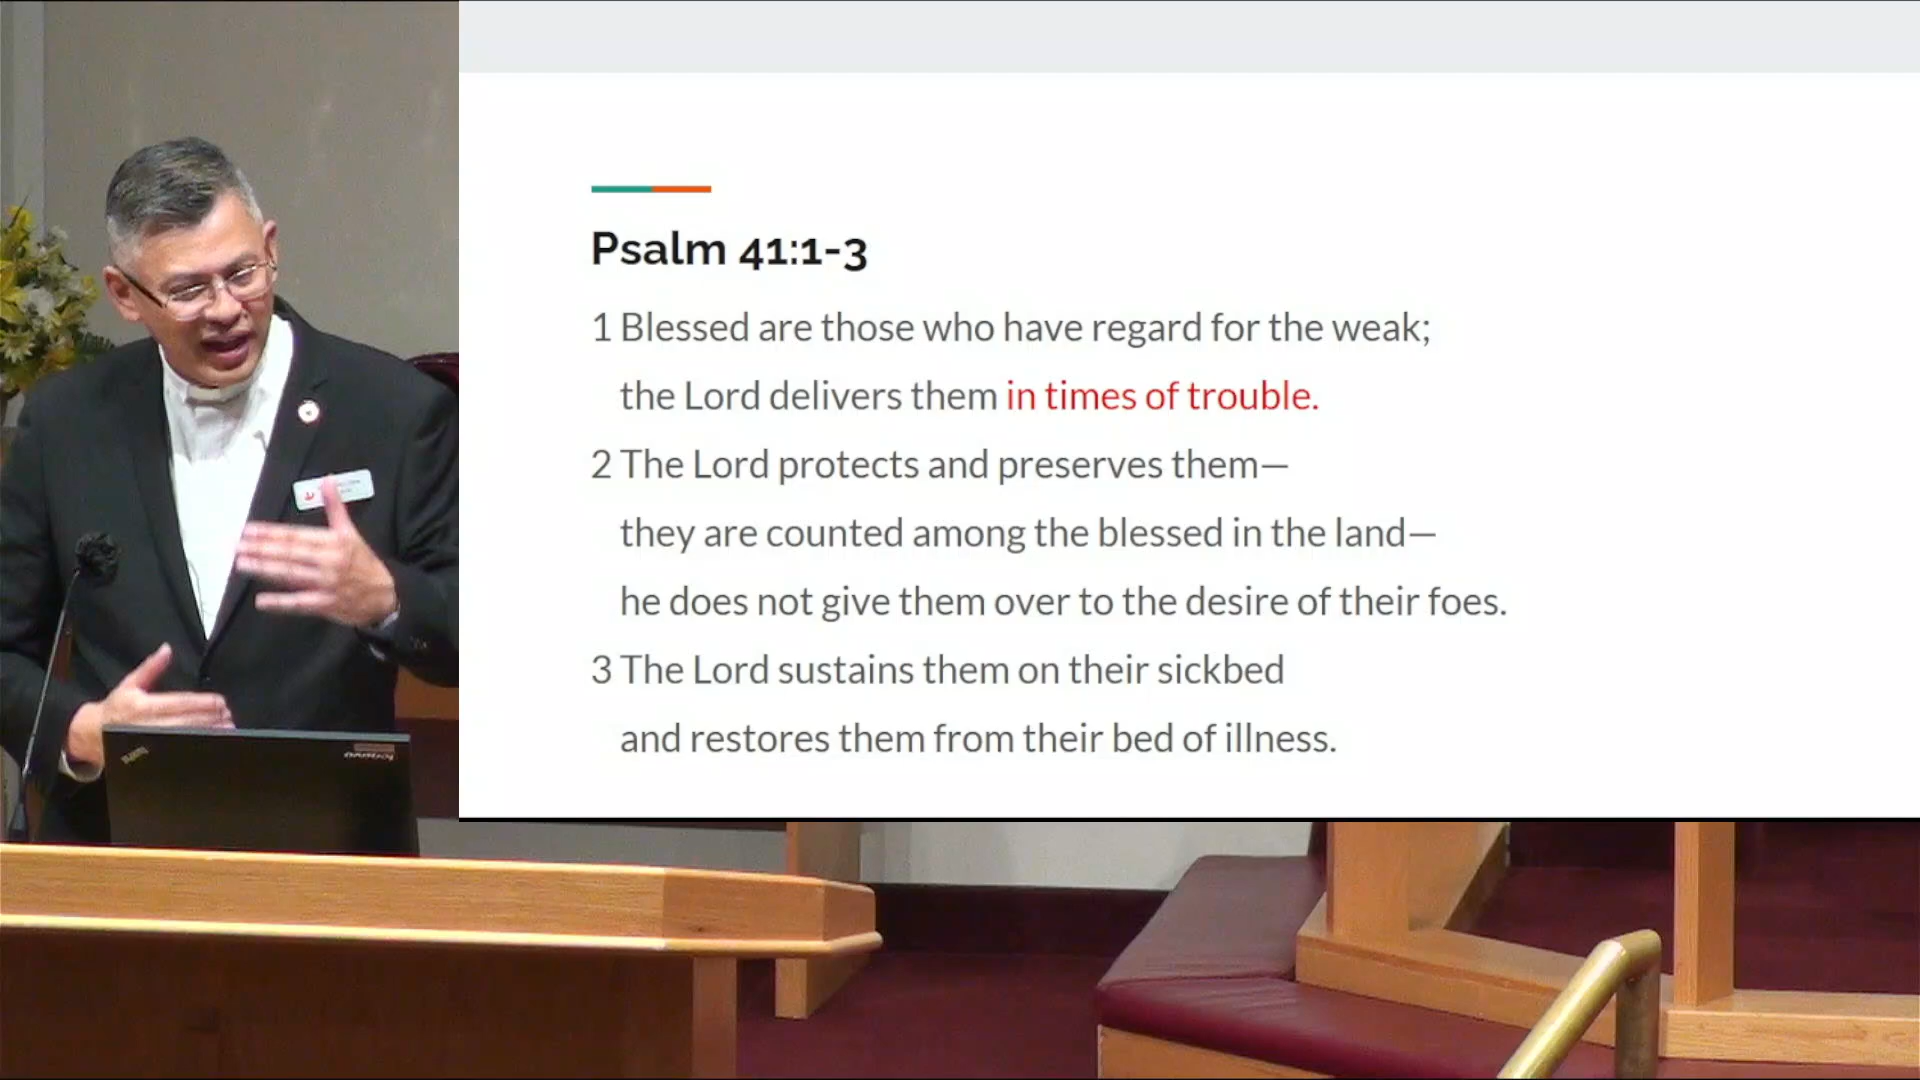 Psalm 41:1-3
1 Blessed are those who have regard for the weak;
the Lord delivers them in times of trouble.
2 The Lord protects and preserves them—
they are counted among the blessed in the land—
he does not give them over to the desire of their foes.
3 The Lord sustains them on their sickbed
and restores them from their bed of illness.
lenovo